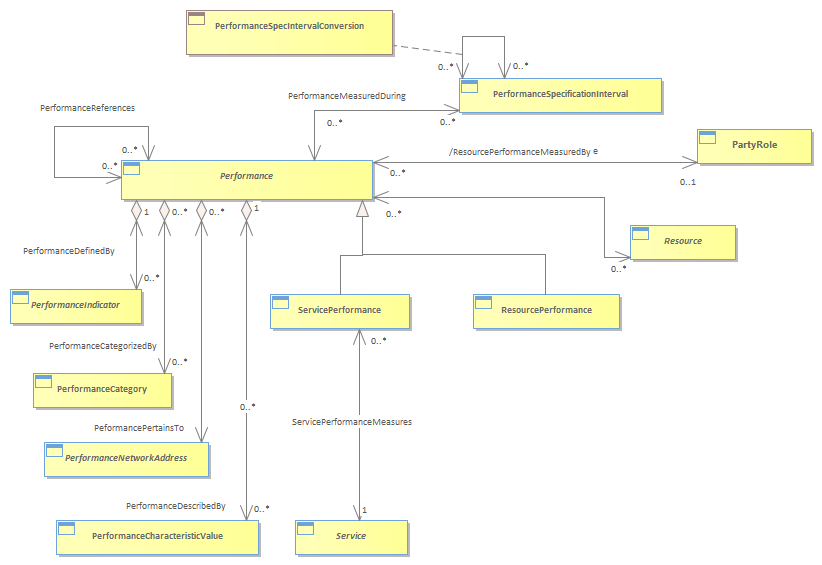 PerformanceSpecIntervalConversion
0..*
0..*
PerformanceSpecificationInterval
PerformanceMeasuredDuring
PerformanceReferences
0..*
0..*
0..*
/ResourcePerformanceMeasuredBy e
PartyRole
0..*
0..*
0..1
Performance
1
0..*
0..*
1
0..*
Resource
0..*
PerformanceDefinedBy
0..*
PerformanceIndicator
ServicePerformance
ResourcePerformance
0..*
PerformanceCategorizedBy
0..*
PerformanceCategory
0..*
ServicePerformanceMeasures
PeformancePertainsTo
PerformanceNetworkAddress
PerformanceDescribedBy
0..*
1
PerformanceCharacteristicValue
Service